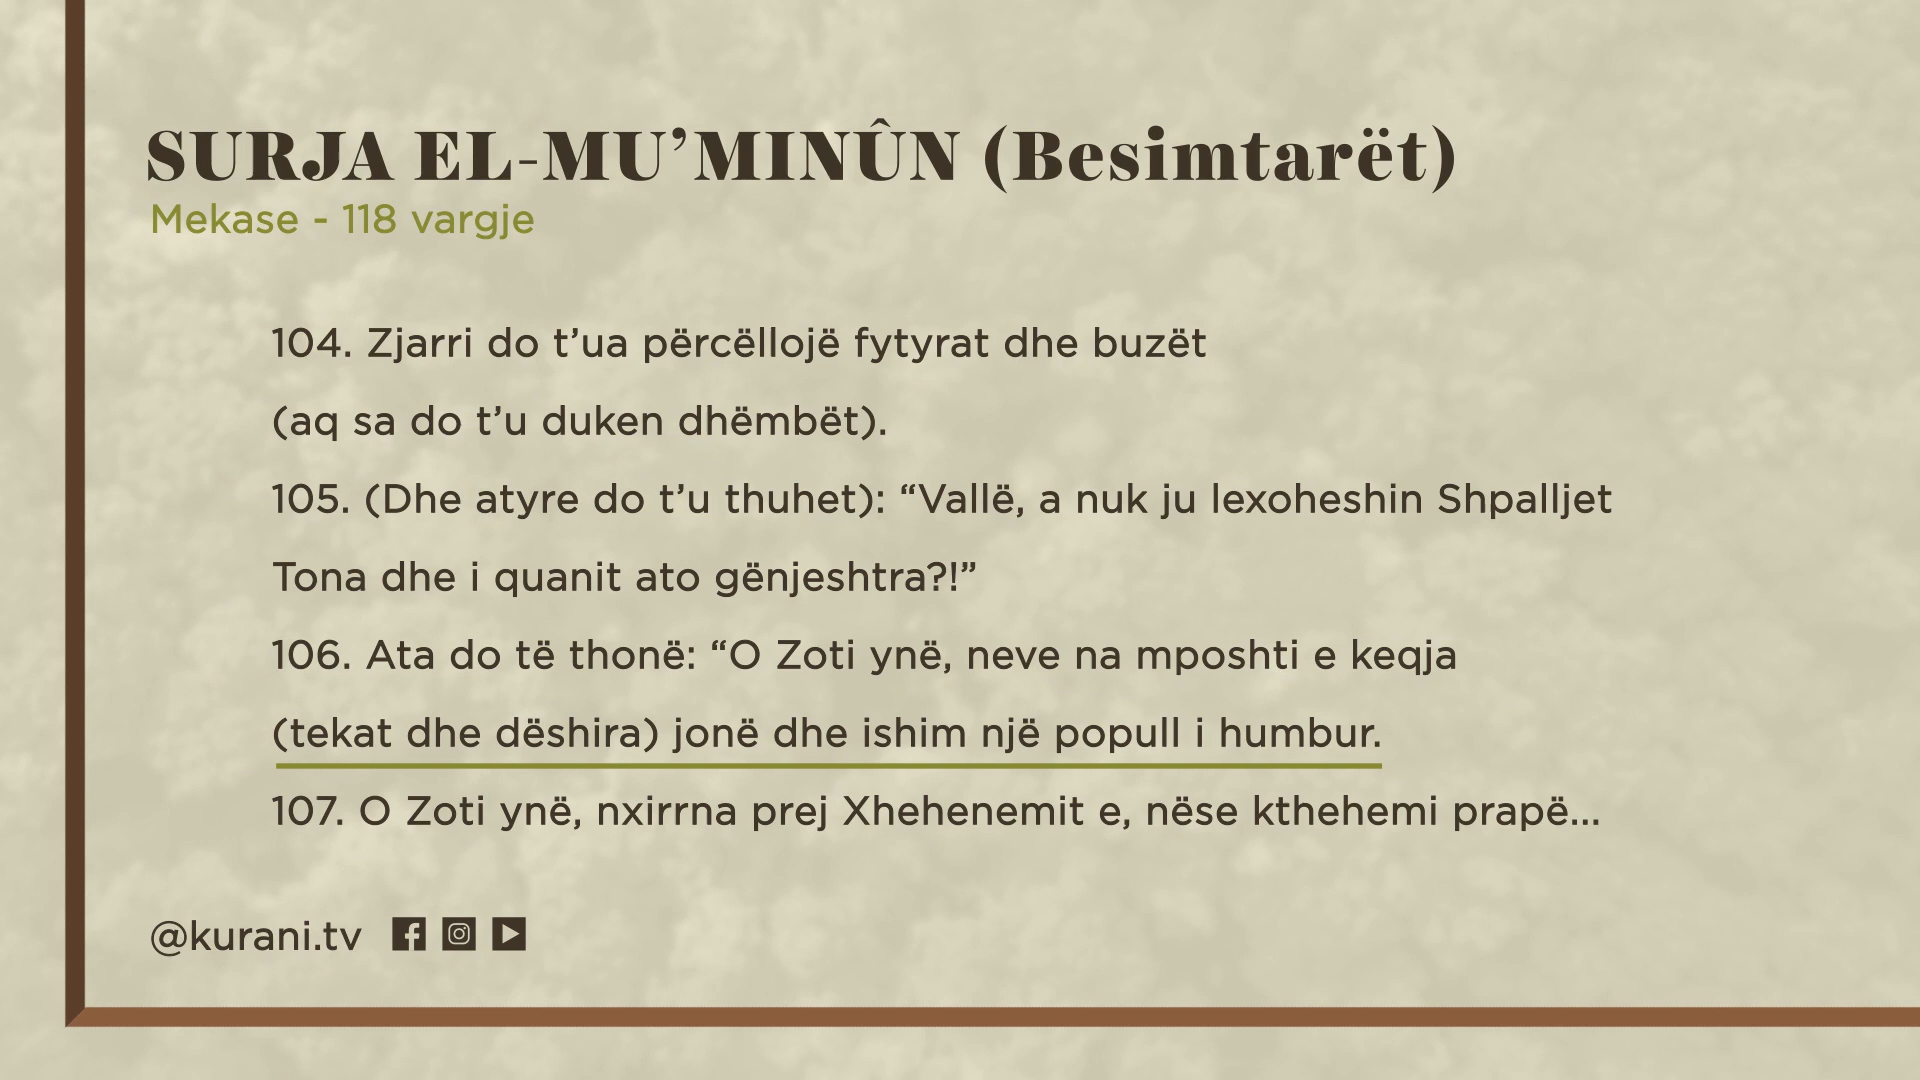 SURJA EL-MU’MINÛN (Besimtarët)
Mekase - 118 vargje
104. Zjarri do t’ua përcëllojë fytyrat dhe buzët
(aq sa do t’u duken dhëmbët).
105. (Dhe atyre do t’u thuhet): “Vallë, a nuk ju lexoheshin Shpalljet
Tona dhe i quanit ato gënjeshtra?!”
106. Ata do të thonë: “O Zoti ynë, neve na mposhti e keqja
(tekat dhe dëshira) jonë dhe ishim një popull i humbur.
107. O Zoti ynë, nxirrna prej Xhehenemit e, nëse kthehemi prapë...
@kurani.tv